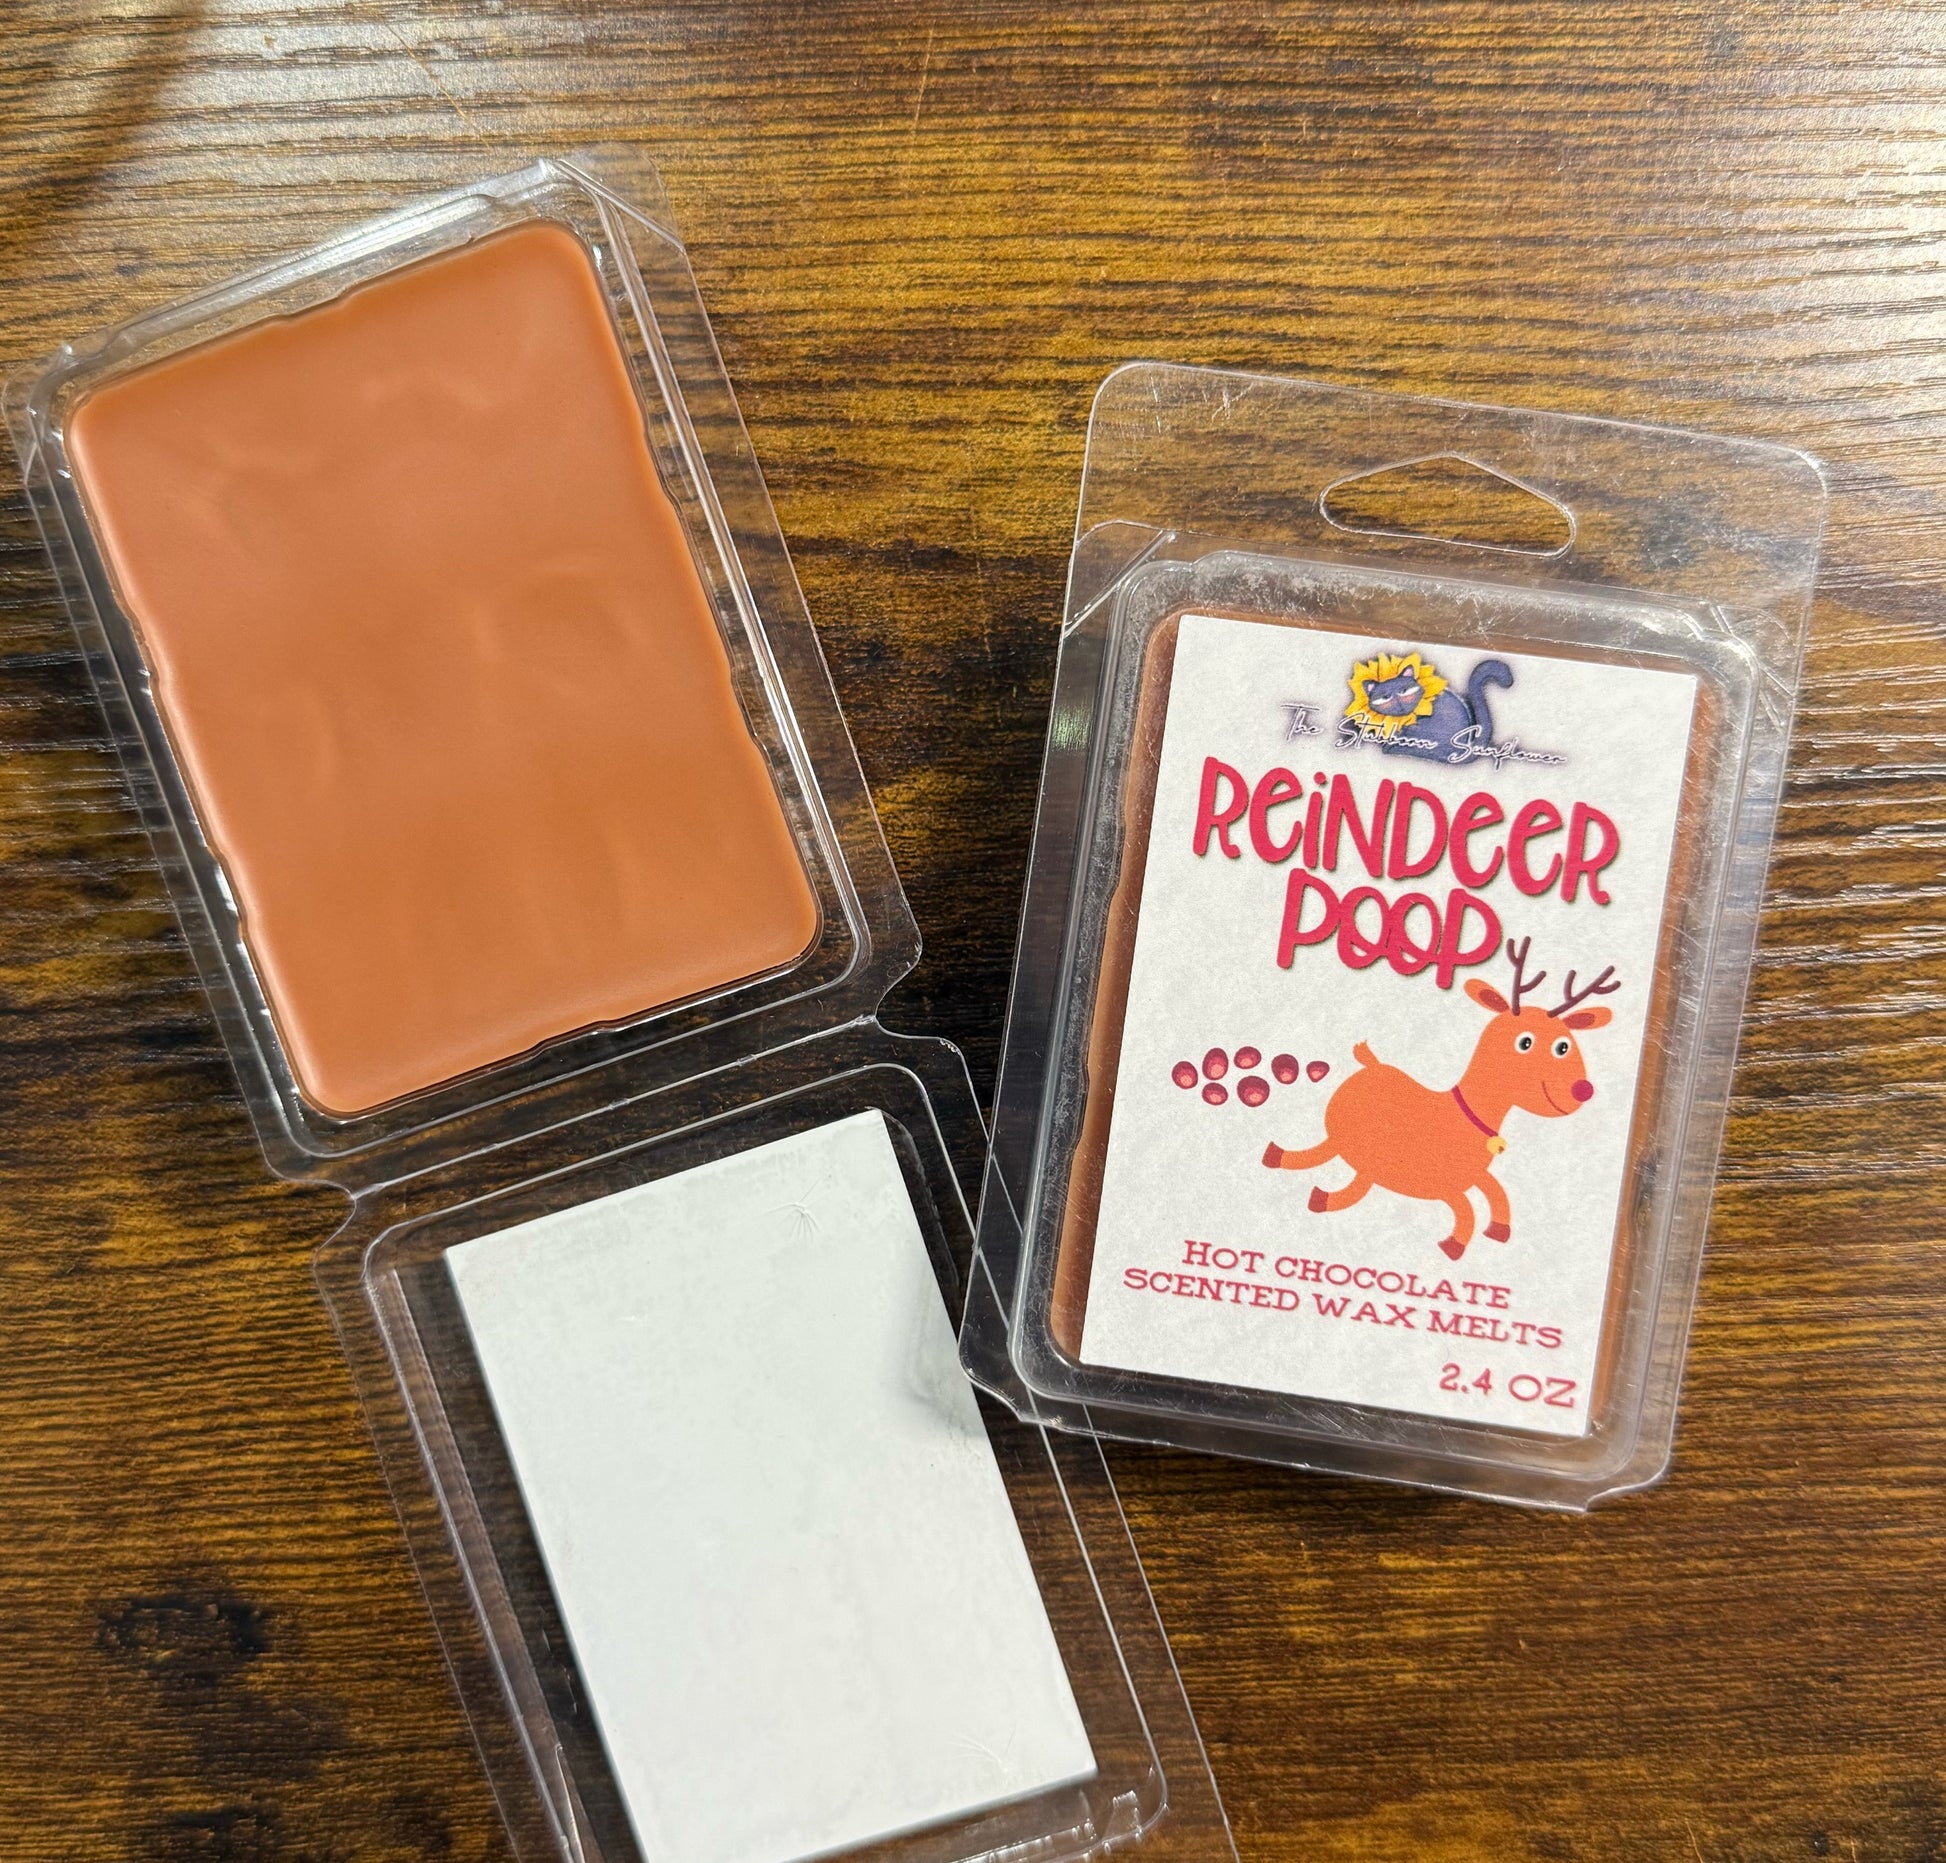 The Stubborn Sunflower
REINDEER
POOP
HOT CHOCOLATE
SCENTED WAX MELTS
2.4 OZ